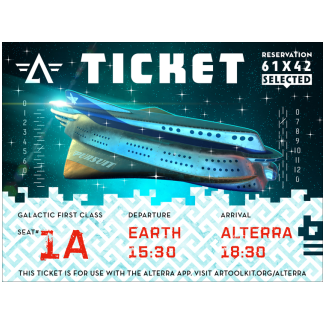 TICKET
RESERVATION
61X42
SELECTED
PURSUIT
GALACTIC FIRST CLASS
DEPARTURE
ARRIVAL
SEAT# 1A
EARTH
ALTERRA
15:30
18:30
THIS TICKET IS FOR USE WITH THE ALTERRA APP. VISIT ARTOOLKIT.ORG/ALTERRA